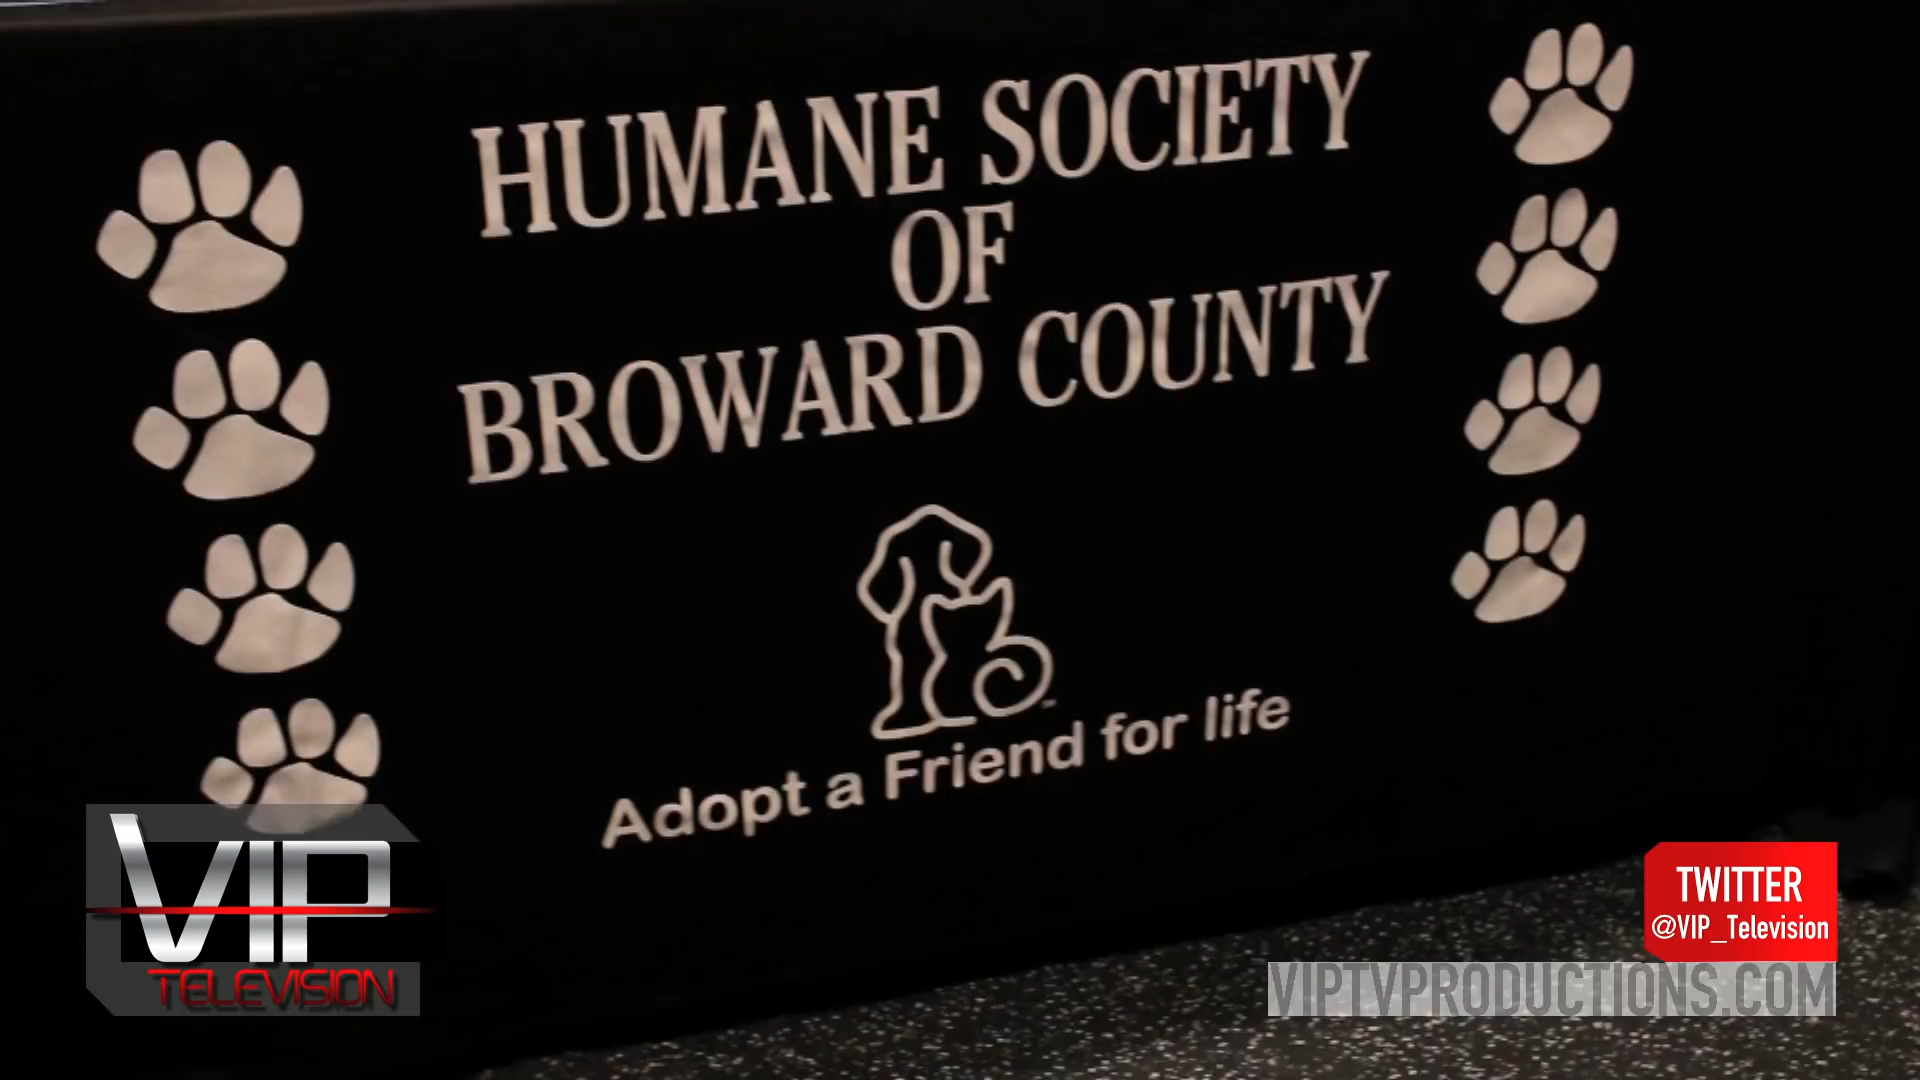 HUMANE SOCIETY
OF
BROWARD COUNTY
Adopt a Friend for life
VIP
TELEVISION
TWITTER
@VIP_Television
VIPTVPRODUCTIONS.COM